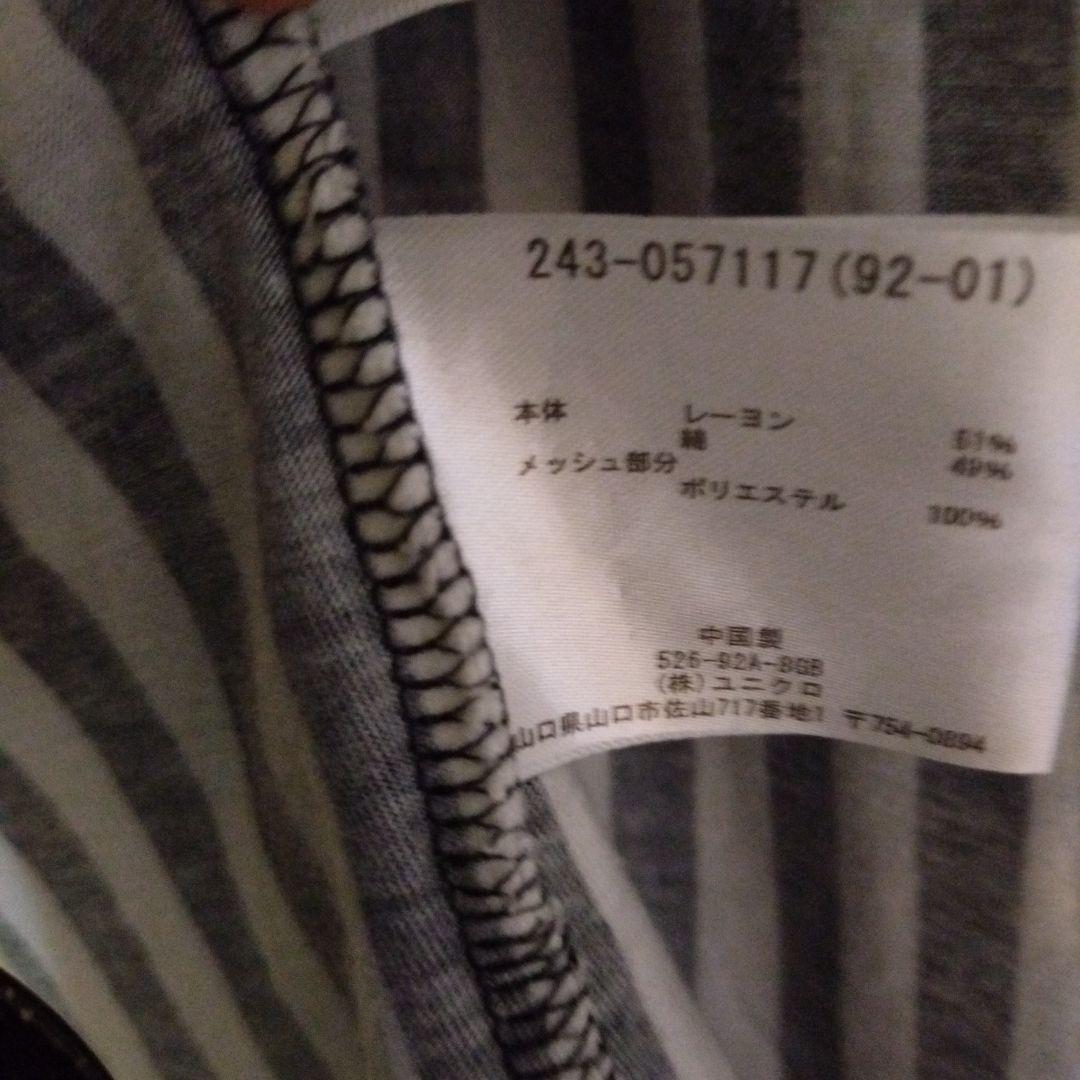 243-057117(92-01)
本体 レーヨン 51%
綿 49%
メッシュ部分
ポリエステル 100%
中国製
526-92A-BGB
(株)ユニクロ
山口県山口市佐山717番地1 〒754-0894